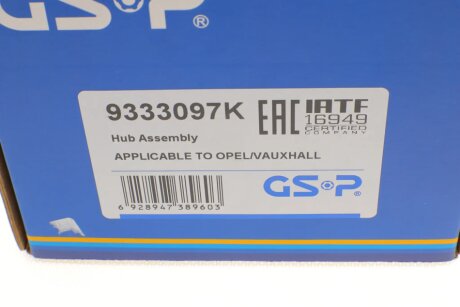 GSP
9333097K
EAC
IATF
16949
CERTIFIED
COMPANY
Hub Assembly
APPLICABLE TO OPEL/VAUXHALL
6 928947 389603
GSP®